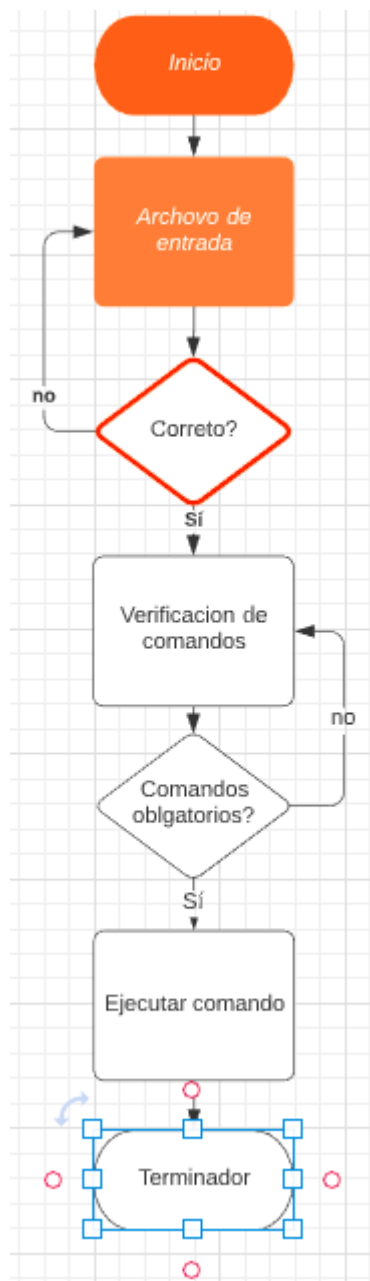 Inicio
Archovo de
entrada
no
Correto?
Sí
Verificacion de
comandos
no
Comandos
oblgatorios?
Sí
Ejecutar comando
Terminador